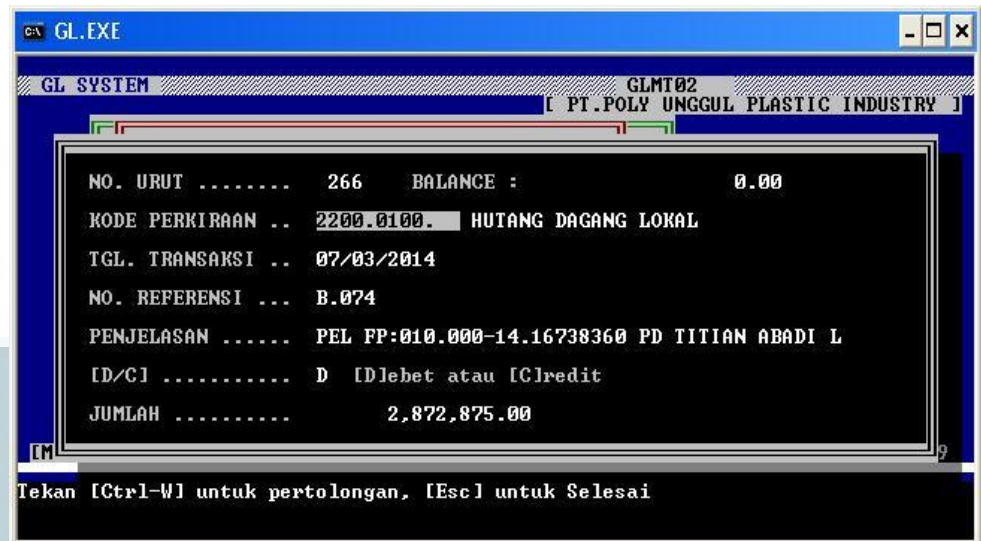 GL.EXE
GL SYSTEM GLMT02
[ PT.POLY UNGGUL PLASTIC INDUSTRY ]
NO. URUT ........ 266 BALANCE : 0.00
KODE PERKIRAAN .. 2200.0100. HUTANG DAGANG LOKAL
TGL. TRANSAKSI .. 07/03/2014
NO. REFERENSI ... B.074
PENJELASAN ...... PEL FP:010.000-14.16738360 PD TITIAN ABADI L
[D/C] ........... D [D]ebet atau [C]redit
JUMLAH .......... 2,872,875.00
[M 9
Tekan [Ctrl-W] untuk pertolongan, [Esc] untuk Selesai